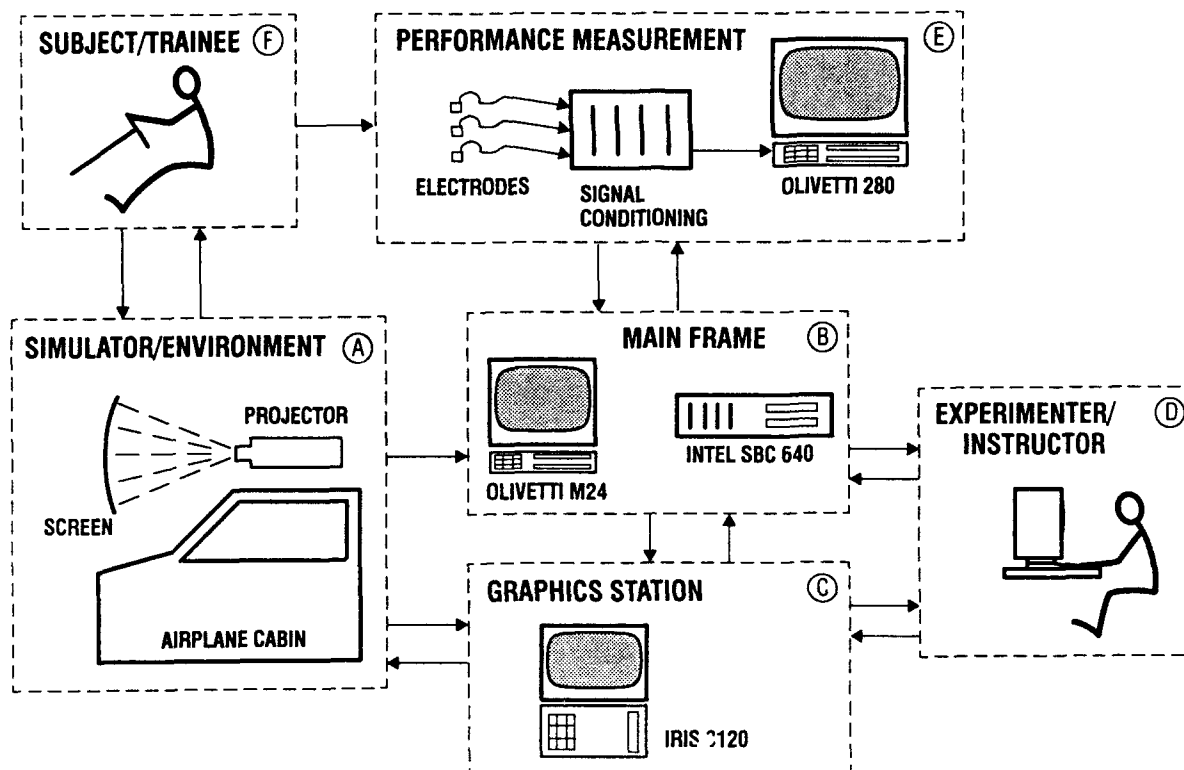 SUBJECT/TRAINEE F
PERFORMANCE MEASUREMENT E
ELECTRODES
SIGNAL
CONDITIONING
OLIVETTI 280
SIMULATOR/ENVIRONMENT A
PROJECTOR
SCREEN
AIRPLANE CABIN
MAIN FRAME B
OLIVETTI M24
INTEL SBC 640
EXPERIMENTER/ D
INSTRUCTOR
GRAPHICS STATION C
IRIS